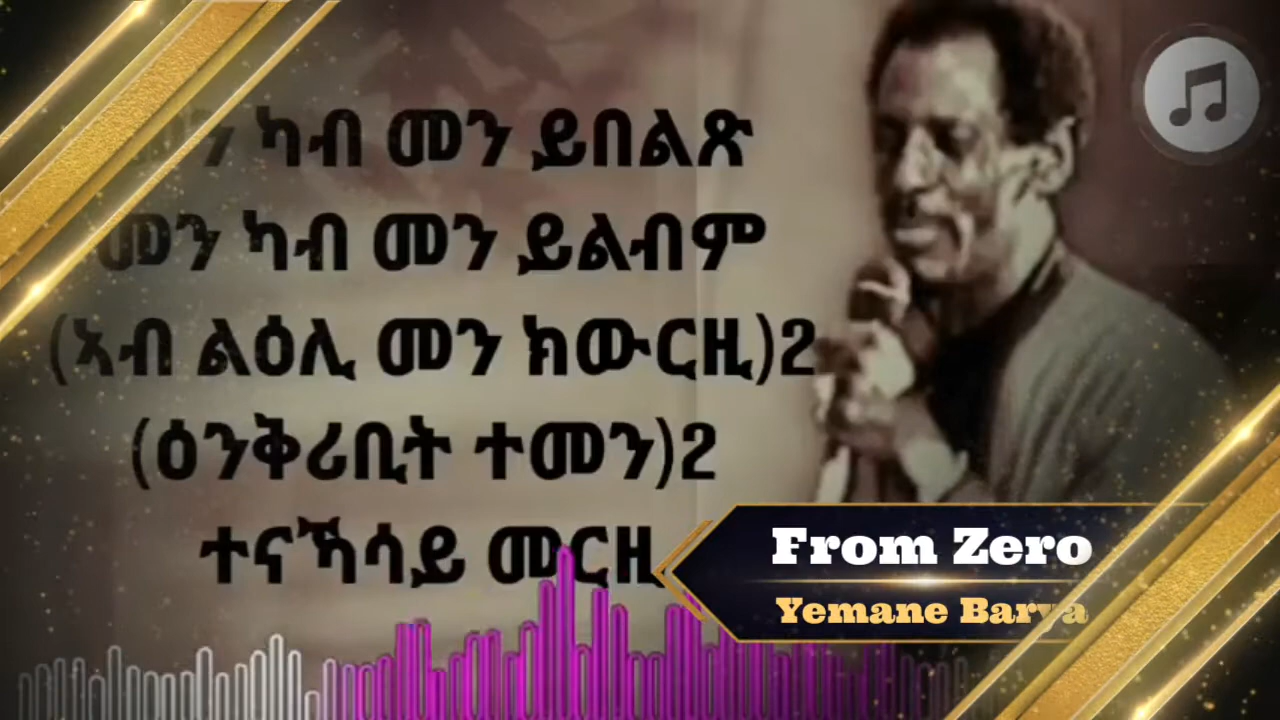 ካብ መን ይበልጽ
መን ካብ መን ይልብም
(ኣብ ልዕሊ መን ክውርዚ)2
(ዕንቅሪቢት ተመን)2
ተናኻሳይ መርዘ
From Zero
Yemane Barya